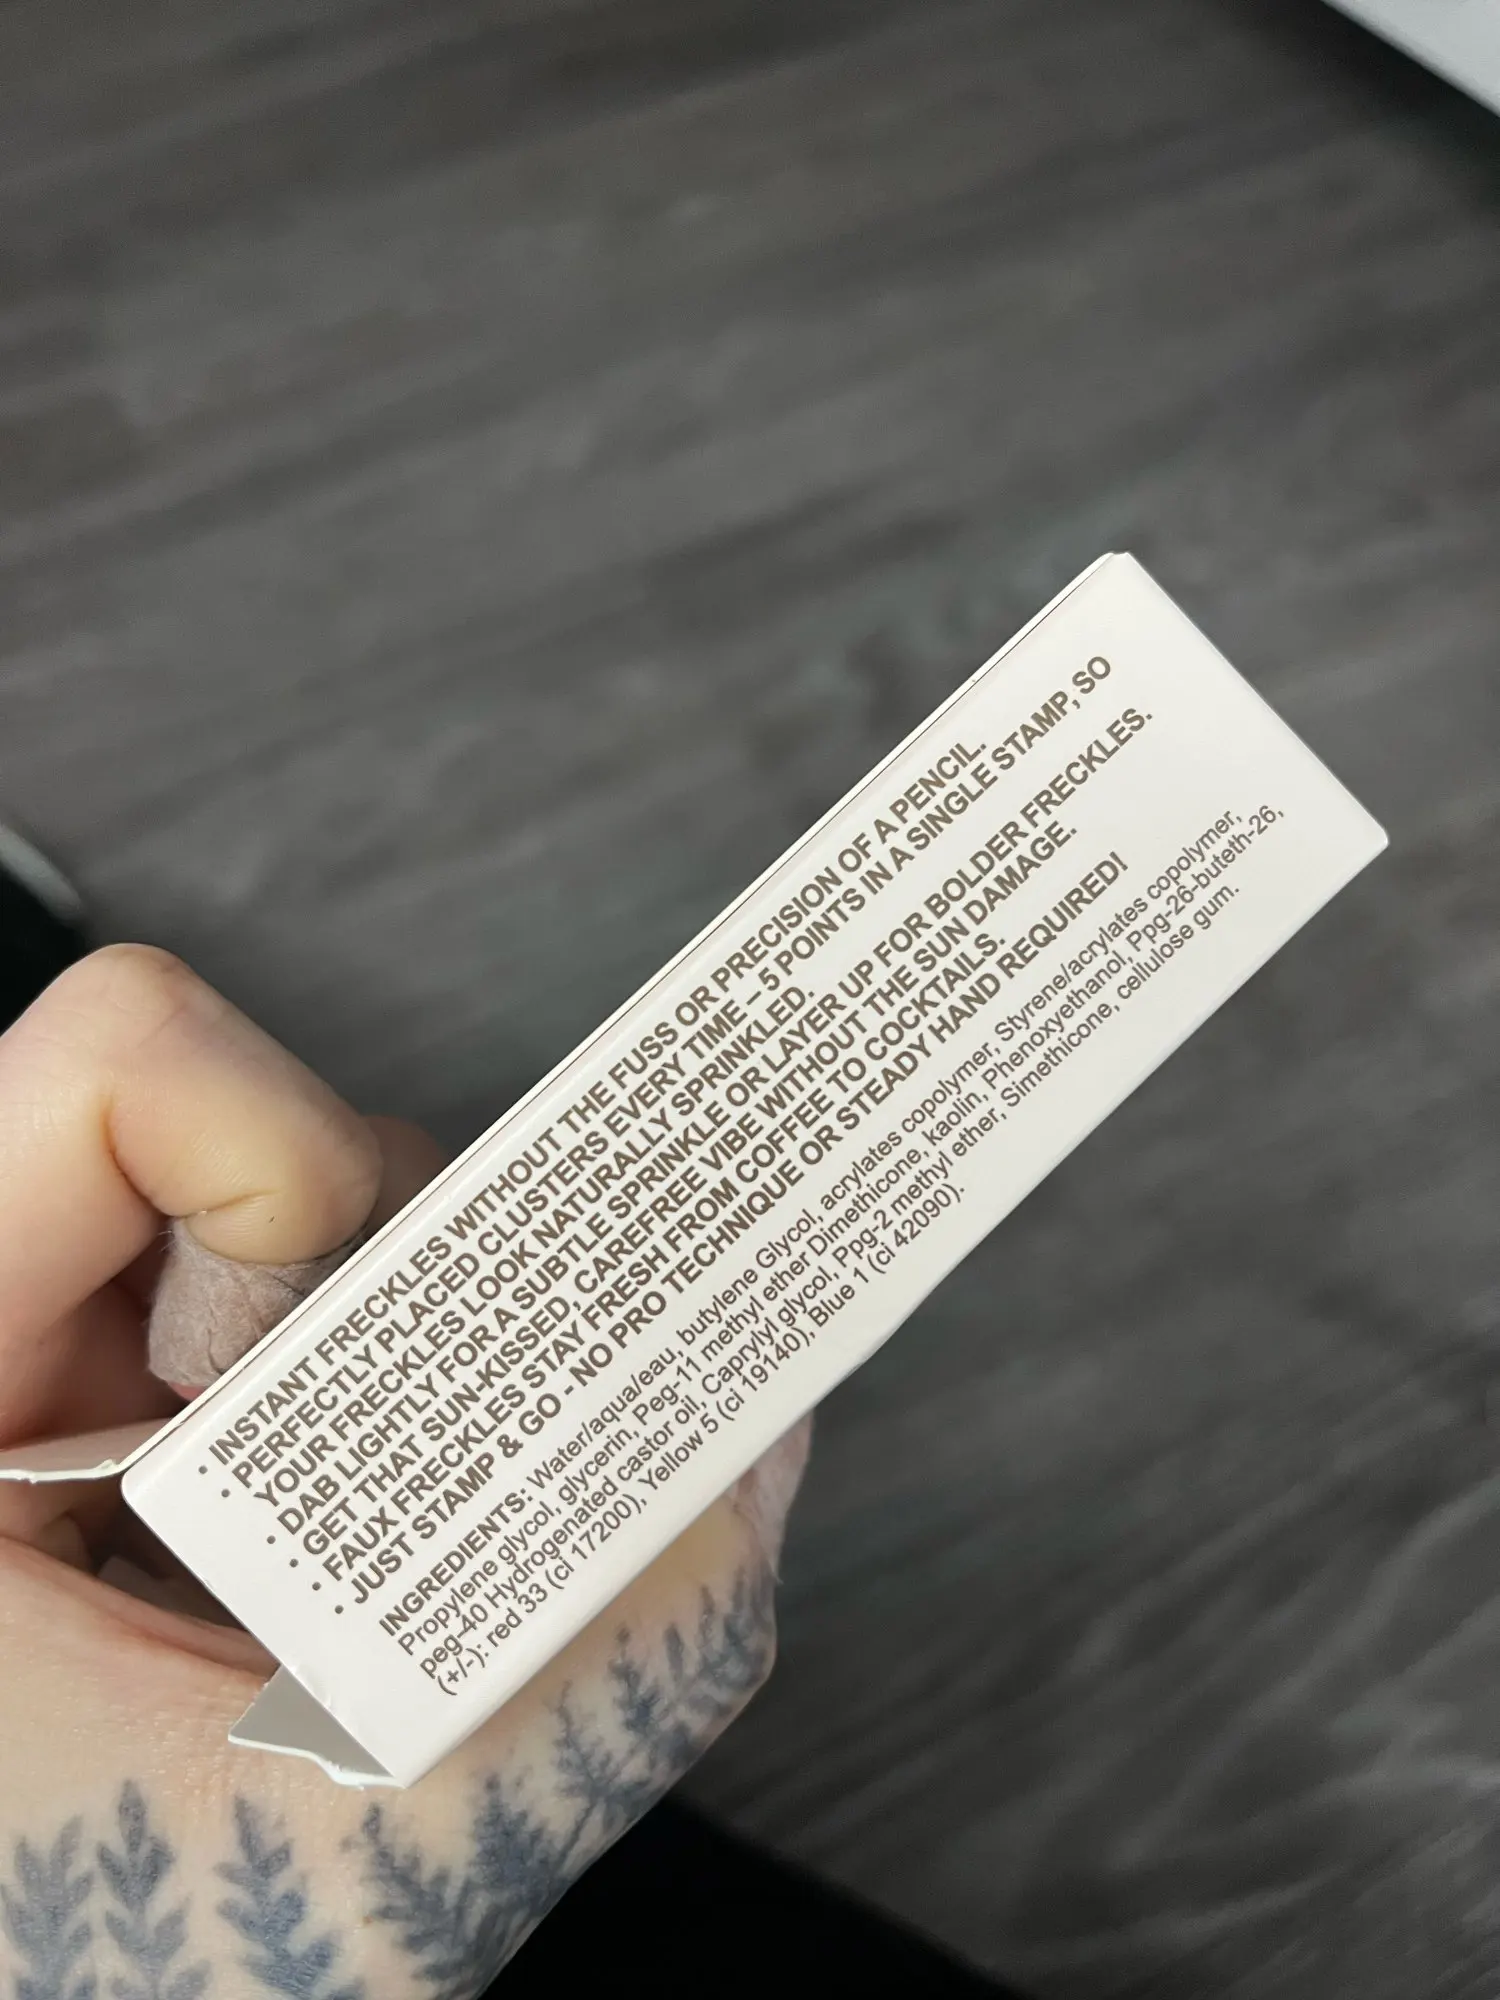 • INSTANT FRECKLES WITHOUT THE FUSS OR PRECISION OF A PENCIL.
• PERFECTLY PLACED CLUSTERS EVERY TIME – 5 POINTS IN A SINGLE STAMP, SO
YOUR FRECKLES LOOK NATURALLY SPRINKLED.
• DAB LIGHTLY FOR A SUBTLE SPRINKLE OR LAYER UP FOR BOLDER FRECKLES.
• GET THAT SUN-KISSED, CAREFREE VIBE WITHOUT THE SUN DAMAGE.
• FAUX FRECKLES STAY FRESH FROM COFFEE TO COCKTAILS.
• JUST STAMP & GO - NO PRO TECHNIQUE OR STEADY HAND REQUIRED!
INGREDIENTS: Water/aqua/eau, butylene Glycol, acrylates copolymer, Styrene/acrylates copolymer,
Propylene glycol, glycerin, Peg-11 methyl ether Dimethicone, kaolin, Phenoxyethanol, Ppg-26-buteth-26,
peg-40 Hydrogenated castor oil, Caprylyl glycol, Ppg-2 methyl ether, Simethicone, cellulose gum.
(+/-): red 33 (ci 17200), Yellow 5 (ci 19140), Blue 1 (ci 42090).